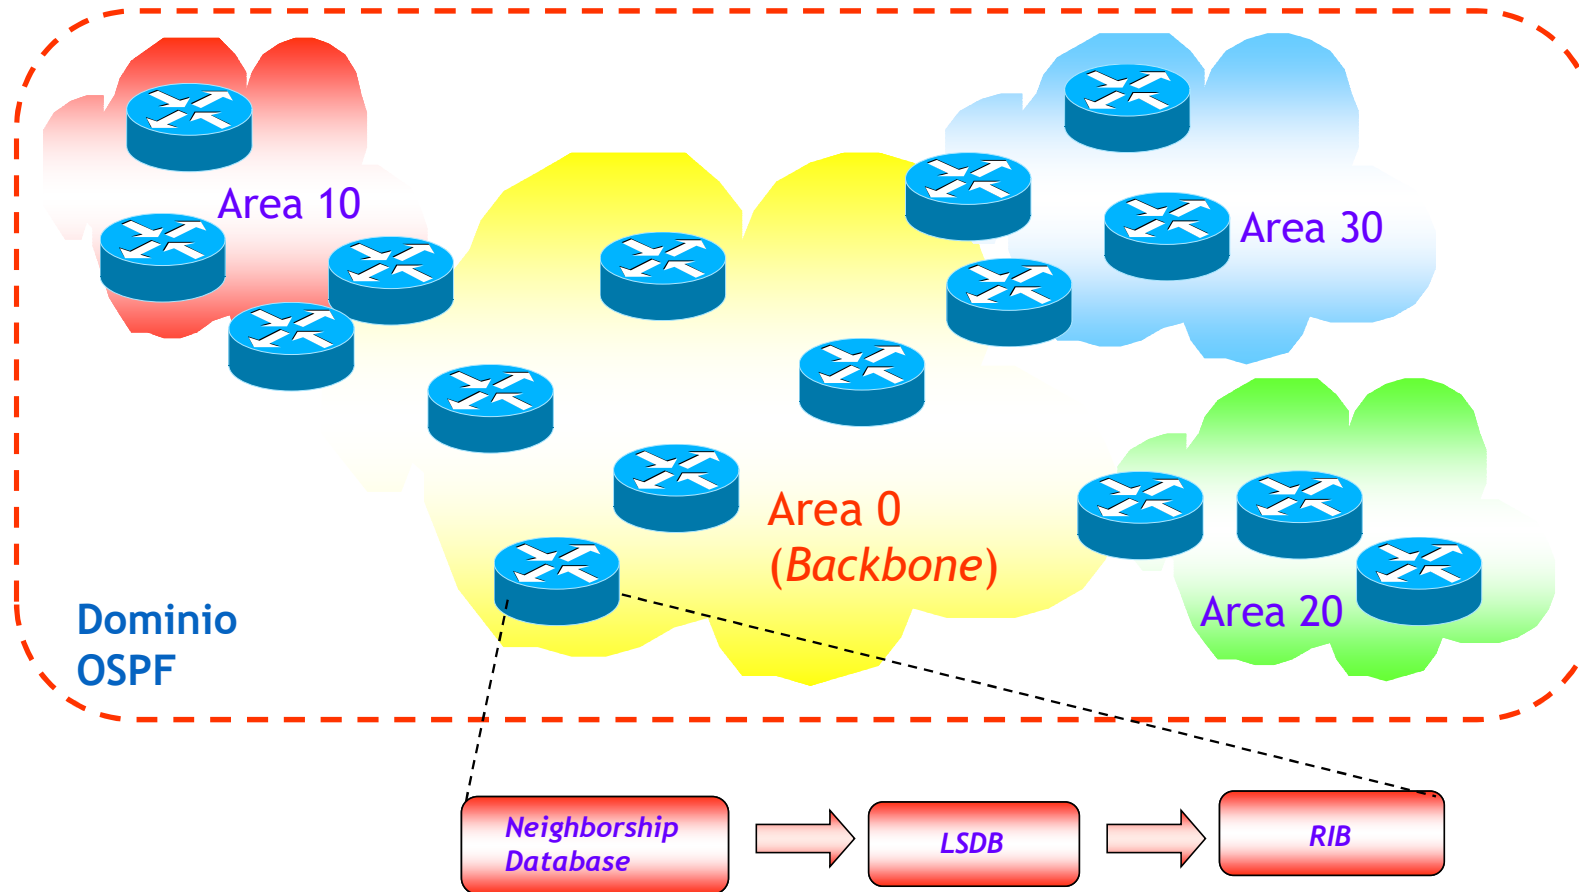 Area 10
Area 30
Area 0
(Backbone)
Area 20
Dominio
OSPF
Neighborship
Database
LSDB
RIB